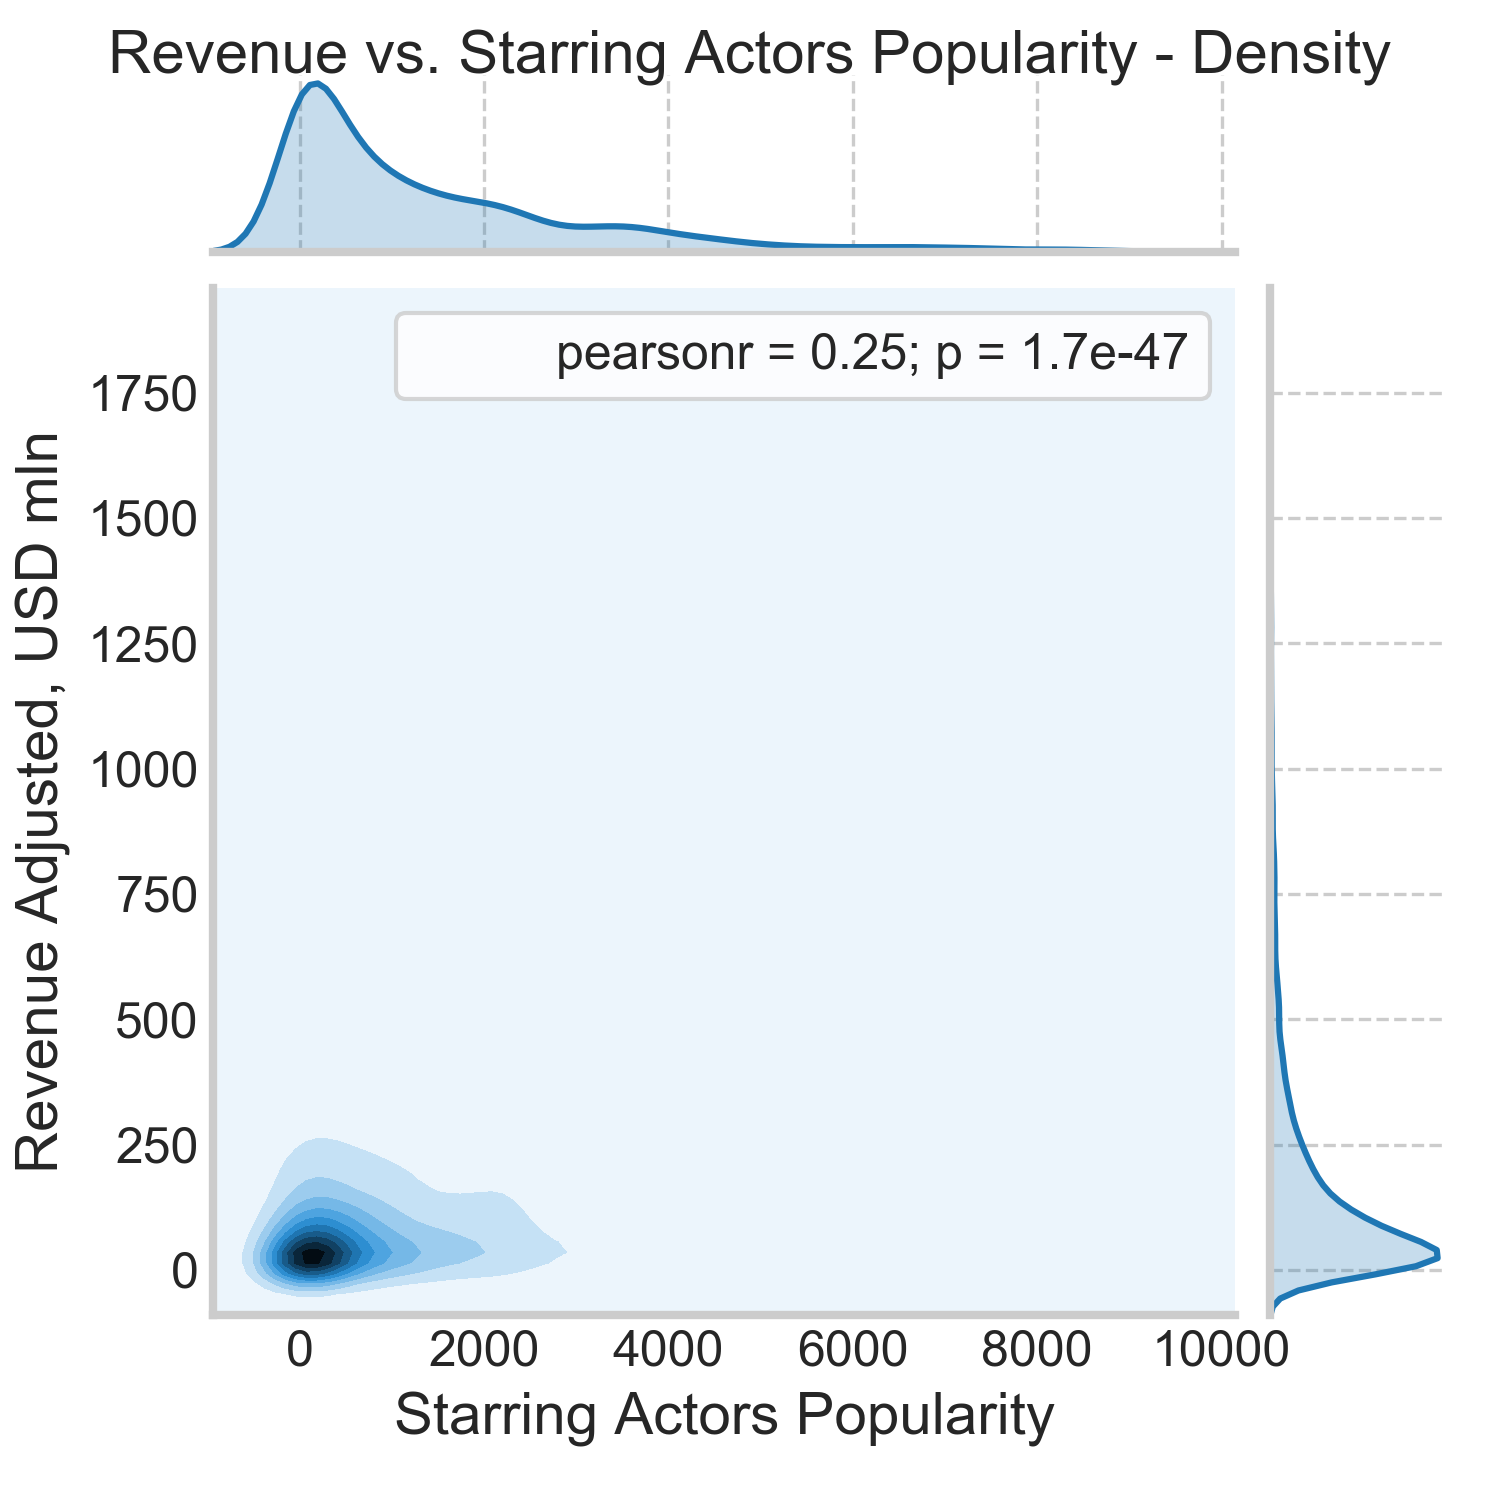 Revenue vs. Starring Actors Popularity - Density
pearsonr = 0.25; p = 1.7e-47
Revenue Adjusted, USD mln
1750
1500
1250
1000
750
500
250
0
0 2000 4000 6000 8000 10000
Starring Actors Popularity